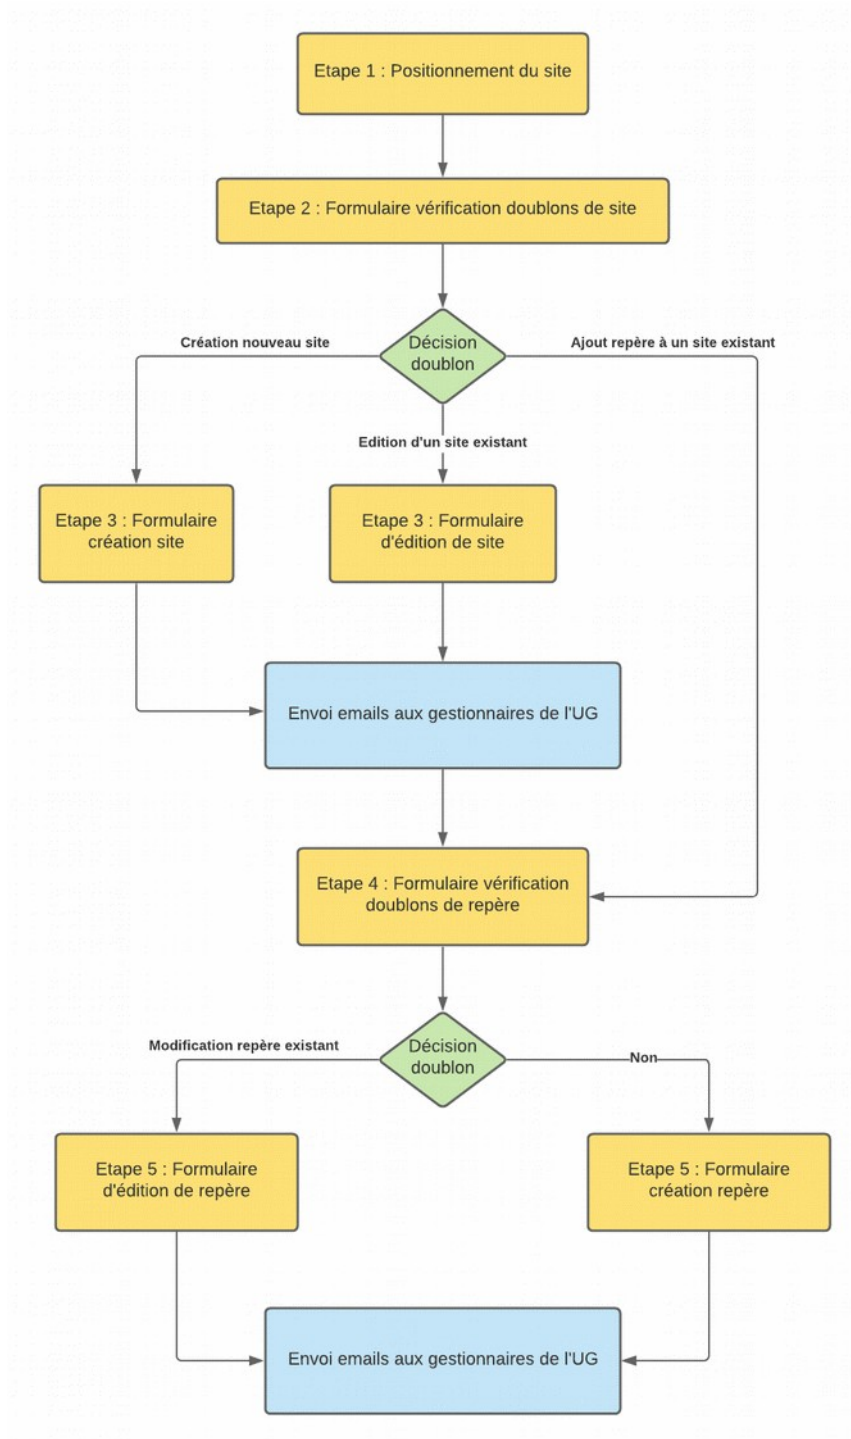 Etape 1 : Positionnement du site
Etape 2 : Formulaire vérification doublons de site
Décision
doublon
Création nouveau site
Ajout repère à un site existant
Edition d'un site existant
Etape 3 : Formulaire
création site
Etape 3 : Formulaire
d'édition de site
Envoi emails aux gestionnaires de l'UG
Etape 4 : Formulaire vérification
doublons de repère
Décision
doublon
Modification repère existant
Non
Etape 5 : Formulaire
d'édition de repère
Etape 5 : Formulaire
création repère
Envoi emails aux gestionnaires de l'UG